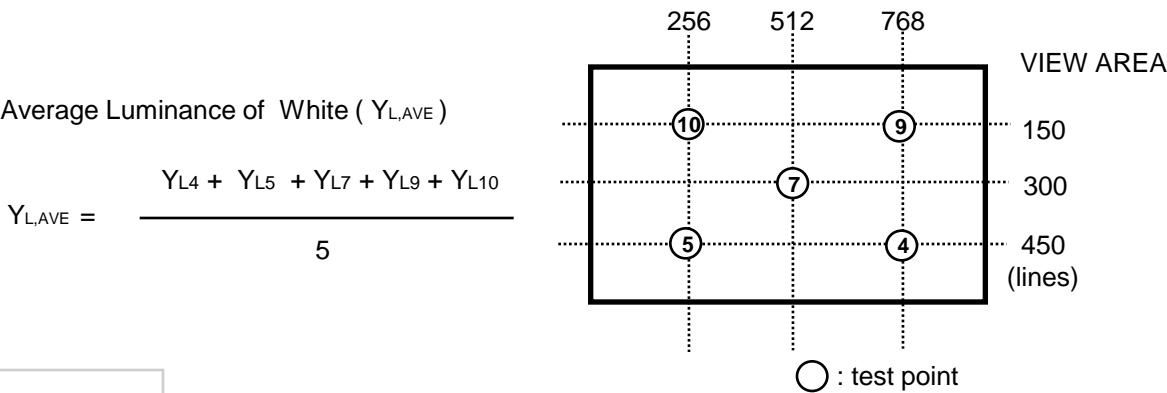 256 512 768
VIEW AREA
Average Luminance of White ( YL,AVE )
10 9 150
YL4 + YL5 + YL7 + YL9 + YL10
YL,AVE =
5
7 300
5 4 450
(lines)
: test point